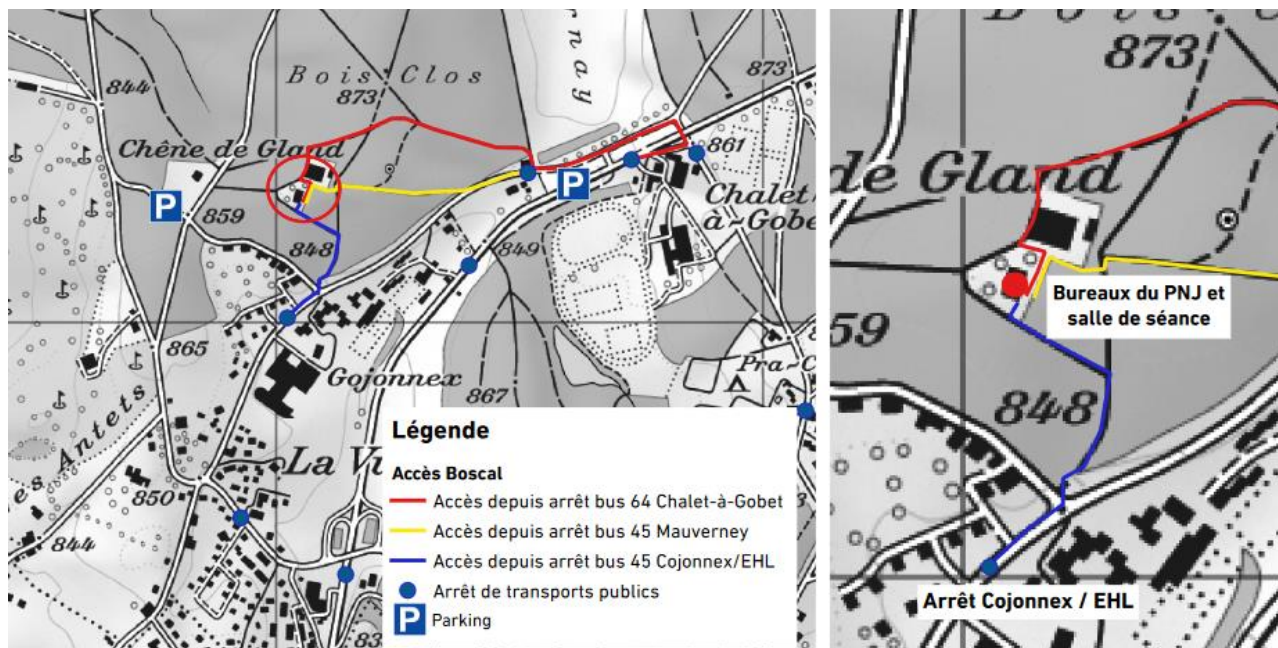 844
Bois Clos
873
nay
873
Chêne de Gland
P
859
848
849
P
861
Chalet
à-Gobe
865
Gojonnex
867
Pra-C
es Antets
850
La Vu
844
83
Légende
Accès Boscal
Accès depuis arrêt bus 64 Chalet-à-Gobet
Accès depuis arrêt bus 45 Mauverney
Accès depuis arrêt bus 45 Cojonnex/EHL
Arrêt de transports publics
P Parking
873
de Gland
Bureaux du PNJ et
salle de séance
59
848
Arrêt Cojonnex / EHL